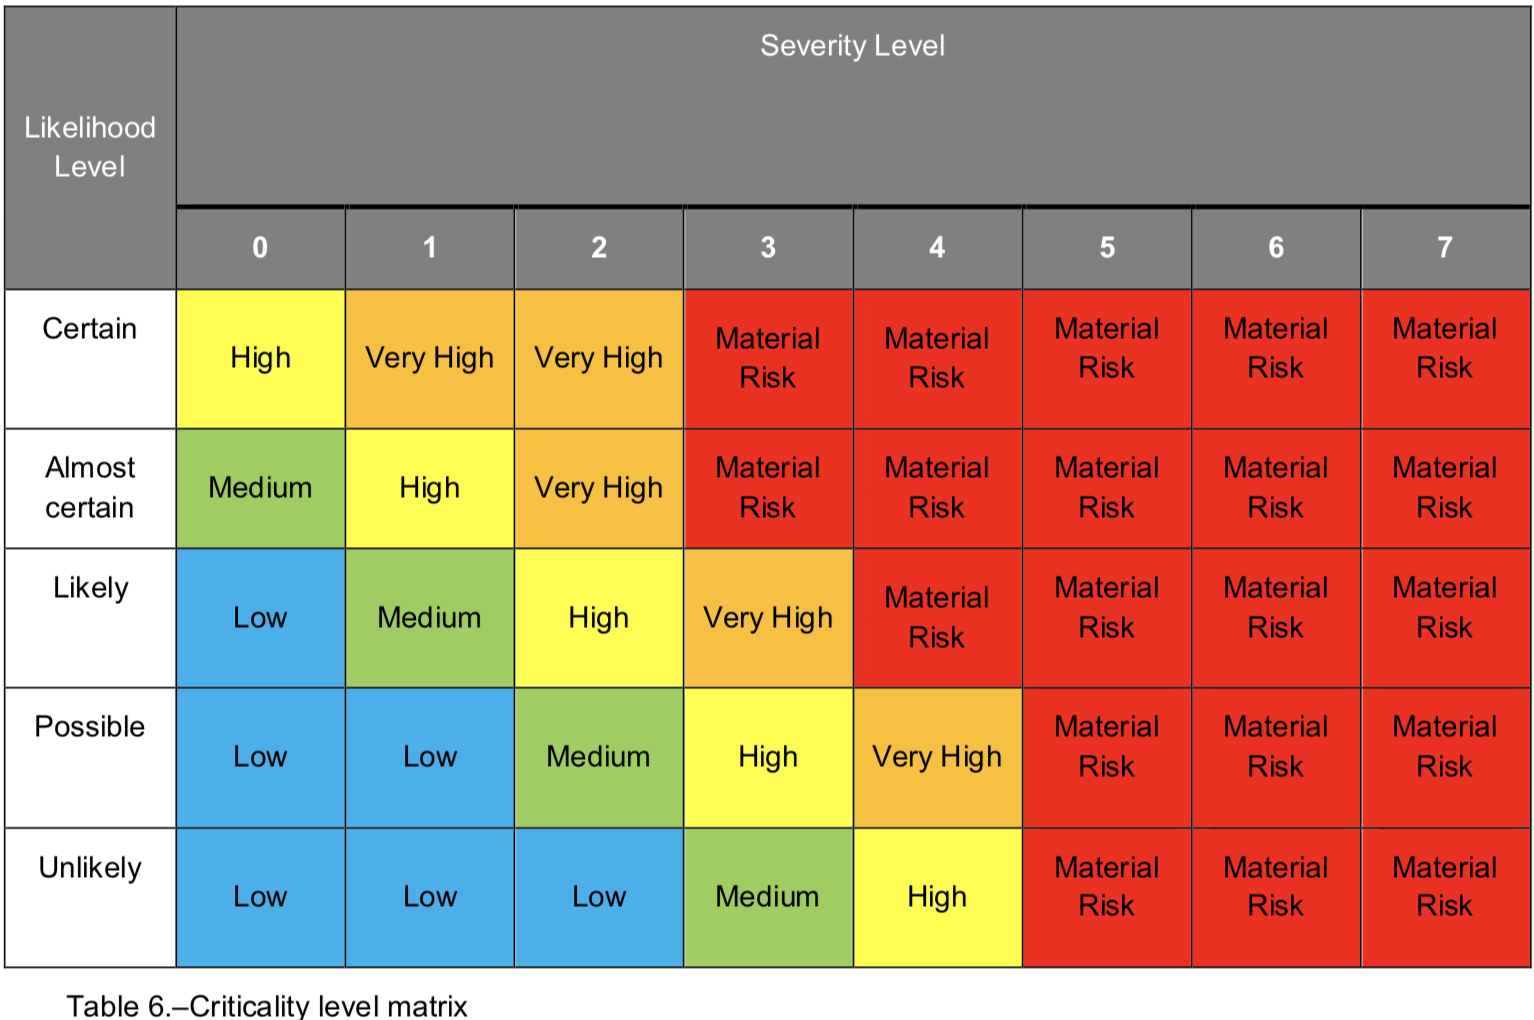 Severity Level
Likelihood
Level
0 1 2 3 4 5 6 7
Certain High Very High Very High Material Risk Material Risk Material Risk Material Risk Material Risk
Almost certain Medium High Very High Material Risk Material Risk Material Risk Material Risk Material Risk
Likely Low Medium High Very High Material Risk Material Risk Material Risk Material Risk
Possible Low Low Medium High Very High Material Risk Material Risk Material Risk
Unlikely Low Low Low Medium High Material Risk Material Risk Material Risk
Table 6.–Criticality level matrix